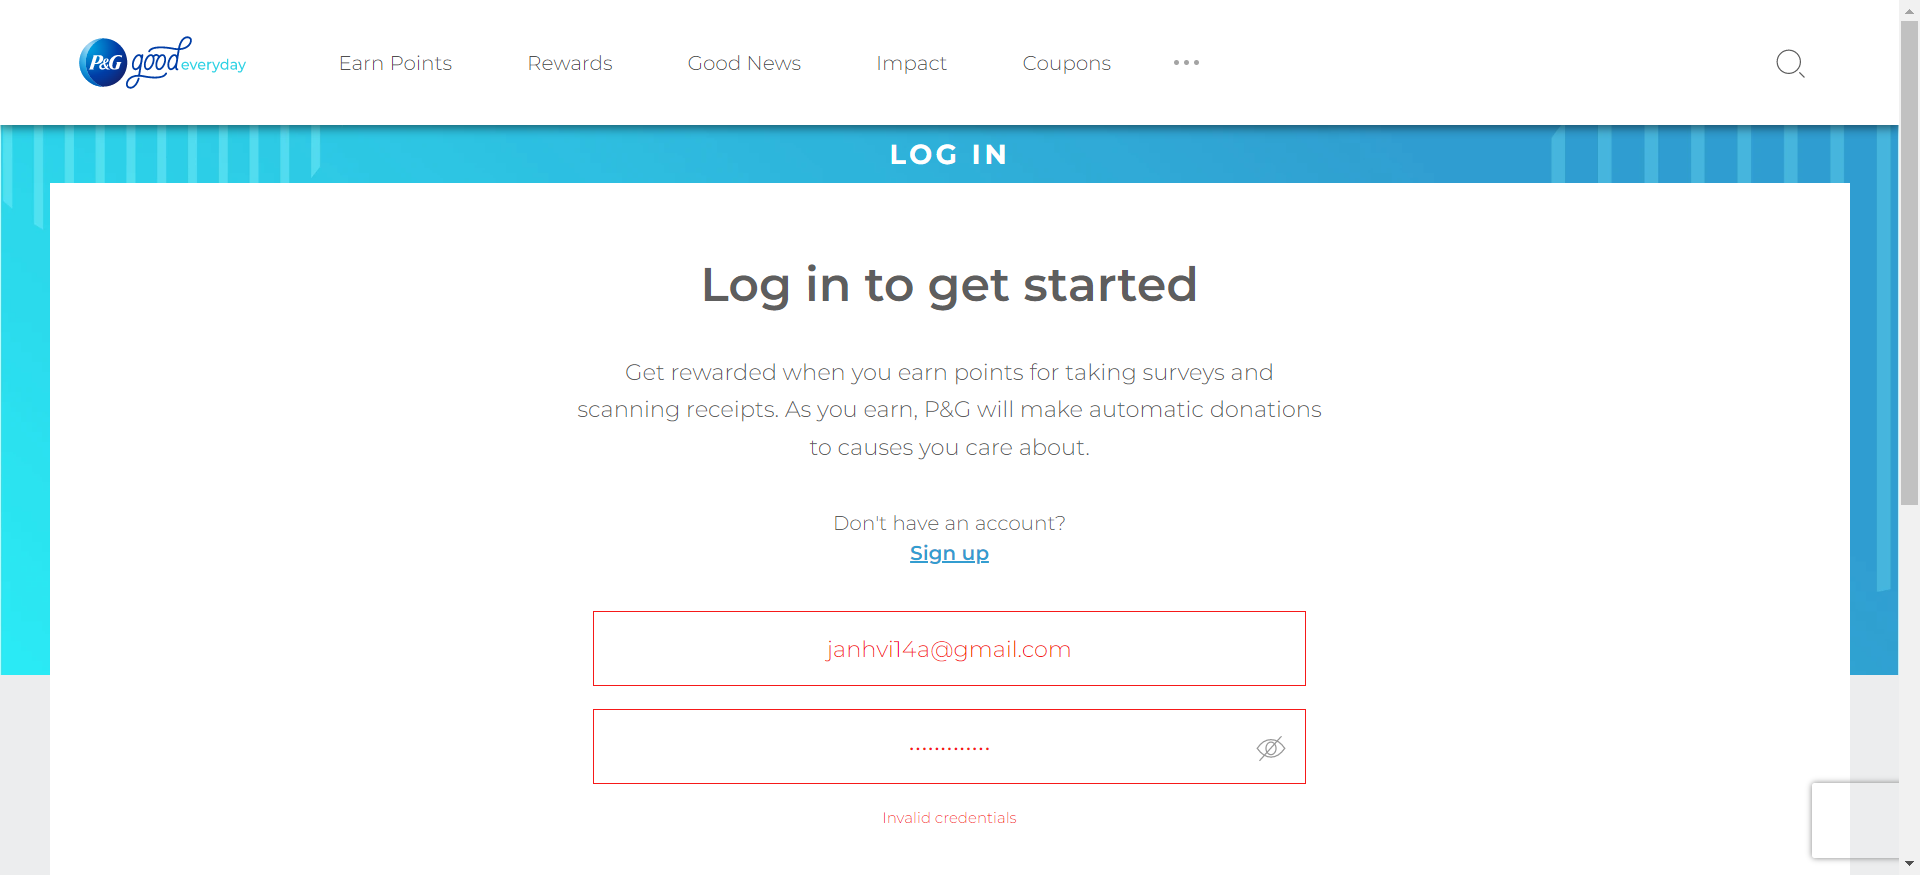 P&G good everyday
Earn Points
Rewards
Good News
Impact
Coupons
LOG IN
Log in to get started
Get rewarded when you earn points for taking surveys and
scanning receipts. As you earn, P&G will make automatic donations
to causes you care about.
Don't have an account?
Sign up
janhvi14a@gmail.com
Invalid credentials